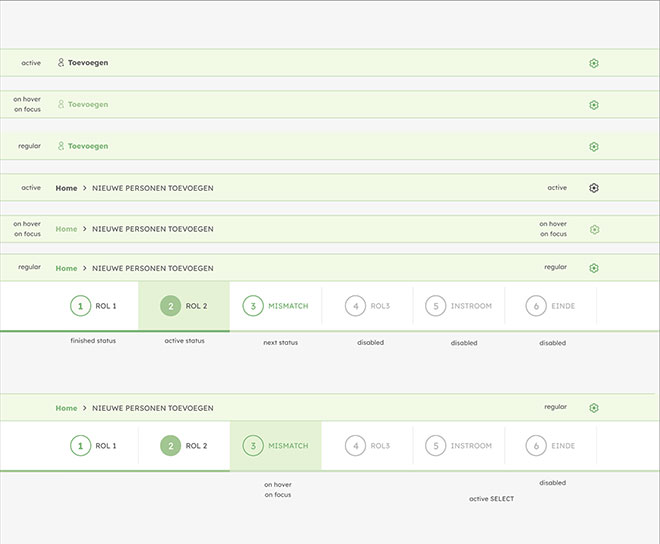 active Toevoegen
on hover
on focus
Toevoegen
regular Toevoegen
active Home > NIEUWE PERSONEN TOEVOEGEN active
on hover
on focus
Home > NIEUWE PERSONEN TOEVOEGEN
on hover
on focus
regular Home > NIEUWE PERSONEN TOEVOEGEN regular
1 ROL 1 2 ROL 2 3 MISMATCH 4 ROL3 5 INSTROOM 6 EINDE
finished status active status next status disabled disabled disabled
Home > NIEUWE PERSONEN TOEVOEGEN regular
1 ROL 1 2 ROL 2 3 MISMATCH 4 ROL3 5 INSTROOM 6 EINDE
on hover
on focus
disabled
active SELECT